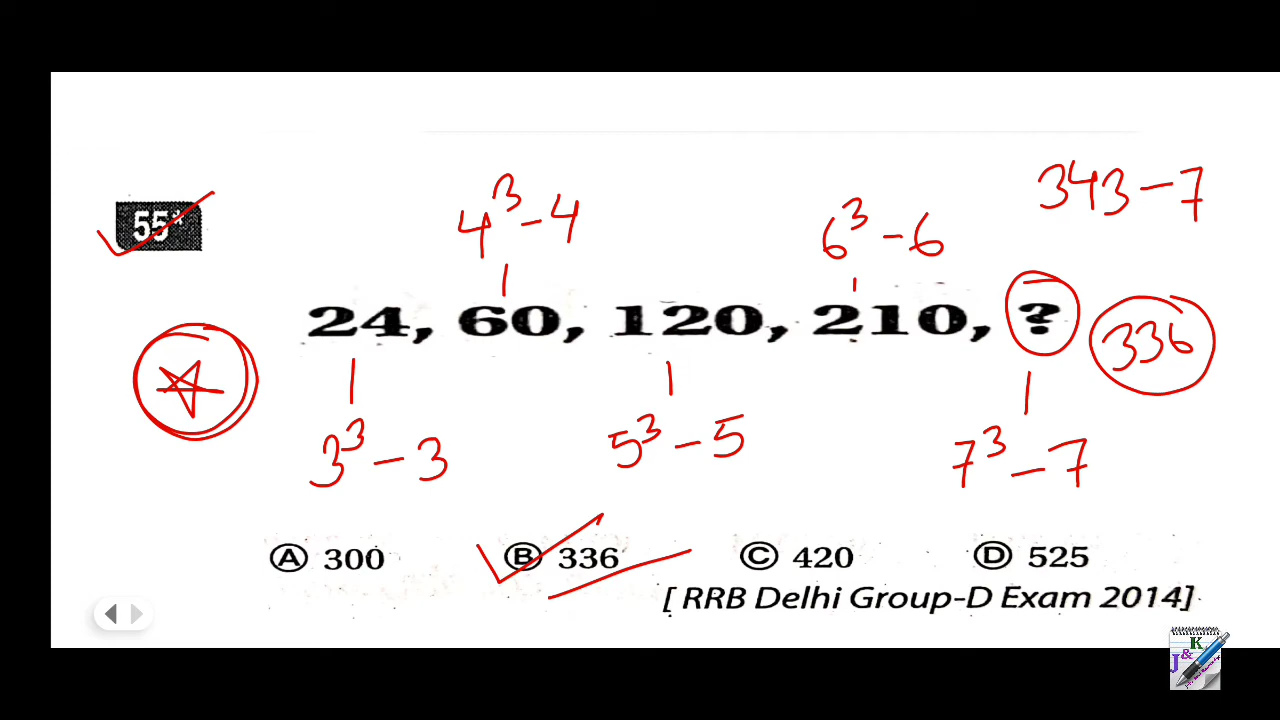 343-7
4³-4
6³-6
55*
24, 60, 120, 210, ?
336
3³-3
5³-5
7³-7
Ⓐ 300 Ⓑ 336 Ⓒ 420 Ⓓ 525
[ RRB Delhi Group-D Exam 2014]
J&K